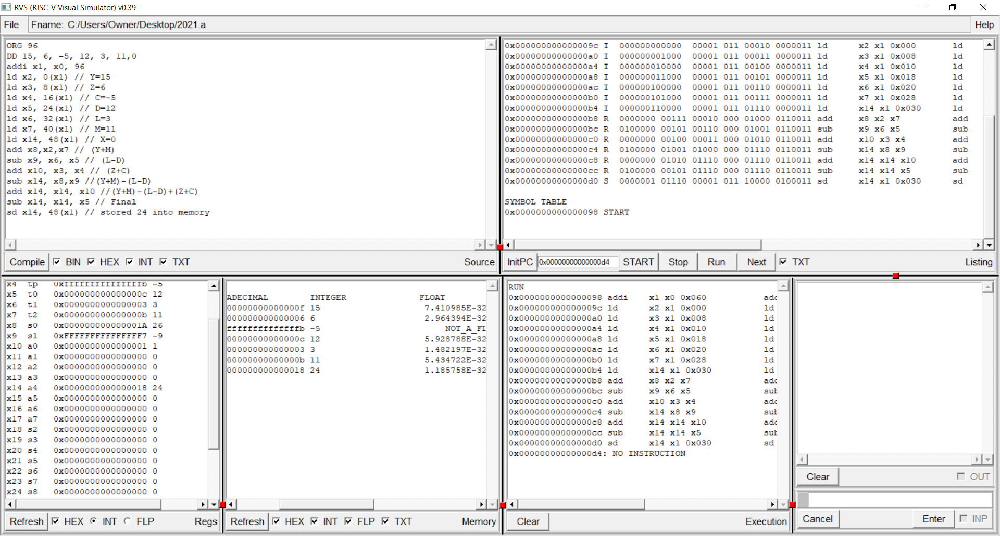 RVS (RISC-V Visual Simulator) v0.39
File Fname: C:/Users/Owner/Desktop/2021.a Help
ORG 96
DD 15, 6, -5, 12, 3, 11,0
addi x1, x0, 96
ld x2, 0(x1) // Y=15
ld x3, 8(x1) // Z=6
ld x4, 16(x1) // C=-5
ld x5, 24(x1) // D=12
ld x6, 32(x1) // L=3
ld x7, 40(x1) // M=11
ld x14, 48(x1) // X=0
add x8,x2,x7 // (Y+M)
sub x9, x6, x5 // (L-D)
add x10, x3, x4 // (Z+C)
sub x14, x8,x9 //(Y+M)-(L-D)
add x14, x14, x10 //(Y+M)-(L-D)+(Z+C)
sub x14, x14, x5 // Final
sd x14, 48(x1) // stored 24 into memory
Compile BIN HEX INT TXT Source
0x000000000000009c I 000000000000 00001 011 00010 0000011 ld x2 x1 0x000 ld
0x00000000000000a0 I 000000001000 00001 011 00011 0000011 ld x3 x1 0x008 ld
0x00000000000000a4 I 000000010000 00001 011 00100 0000011 ld x4 x1 0x010 ld
0x00000000000000a8 I 000000011000 00001 011 00101 0000011 ld x5 x1 0x018 ld
0x00000000000000ac I 000000100000 00001 011 00110 0000011 ld x6 x1 0x020 ld
0x00000000000000b0 I 000000101000 00001 011 00111 0000011 ld x7 x1 0x028 ld
0x00000000000000b4 I 000000110000 00001 011 01110 0000011 ld x14 x1 0x030 ld
0x00000000000000b8 R 0000000 00111 00010 000 01000 0110011 add x8 x2 x7 add
0x00000000000000bc R 0100000 00101 00110 000 01001 0110011 sub x9 x6 x5 sub
0x00000000000000c0 R 0000000 00100 00011 000 01010 0110011 add x10 x3 x4 add
0x00000000000000c4 R 0100000 01001 01000 000 01110 0110011 sub x14 x8 x9 sub
0x00000000000000c8 R 0000000 01010 01110 000 01110 0110011 add x14 x14 x10 add
0x00000000000000cc R 0100000 00101 01110 000 01110 0110011 sub x14 x14 x5 sub
0x00000000000000d0 S 0000001 01110 00001 011 10000 0100011 sd x14 x1 0x030 sd
SYMBOL TABLE
0x0000000000000098 START
InitPC 0x00000000000000d4 START Stop Run Next TXT Listing
x4 tp 0xfffffffffffffffb -5
x5 t0 0x000000000000000c 12
x6 t1 0x0000000000000003 3
x7 t2 0x000000000000000b 11
x8 s0 0x000000000000001A 26
x9 s1 0xFFFFFFFFFFFFFFF7 -9
x10 a0 0x0000000000000001 1
x11 a1 0x0000000000000000 0
x12 a2 0x0000000000000000 0
x13 a3 0x0000000000000000 0
x14 a4 0x0000000000000018 24
x15 a5 0x0000000000000000 0
x16 a6 0x0000000000000000 0
x17 a7 0x0000000000000000 0
x18 s2 0x0000000000000000 0
x19 s3 0x0000000000000000 0
x20 s4 0x0000000000000000 0
x21 s5 0x0000000000000000 0
x22 s6 0x0000000000000000 0
x23 s7 0x0000000000000000 0
x24 s8 0x0000000000000000 0
Refresh HEX INT FLP Regs
ADECIMAL INTEGER FLOAT
00000000000000f 15 7.410985E-32
000000000000006 6 2.964394E-32
ffffffffffffffb -5 NOT_A_FL
00000000000000c 12 5.928788E-32
000000000000003 3 1.482197E-32
00000000000000b 11 5.434722E-32
000000000000018 24 1.185758E-32
Refresh HEX INT FLP TXT Memory
RUN
0x0000000000000098 addi x1 x0 0x060 add
0x000000000000009c ld x2 x1 0x000 ld
0x00000000000000a0 ld x3 x1 0x008 ld
0x00000000000000a4 ld x4 x1 0x010 ld
0x00000000000000a8 ld x5 x1 0x018 ld
0x00000000000000ac ld x6 x1 0x020 ld
0x00000000000000b0 ld x7 x1 0x028 ld
0x00000000000000b4 ld x14 x1 0x030 ld
0x00000000000000b8 add x8 x2 x7 add
0x00000000000000bc sub x9 x6 x5 sub
0x00000000000000c0 add x10 x3 x4 add
0x00000000000000c4 sub x14 x8 x9 sub
0x00000000000000c8 add x14 x14 x10 add
0x00000000000000cc sub x14 x14 x5 sub
0x00000000000000d0 sd x14 x1 0x030 sd
0x00000000000000d4: NO INSTRUCTION
Clear Execution
Clear OUT
Cancel Enter INP